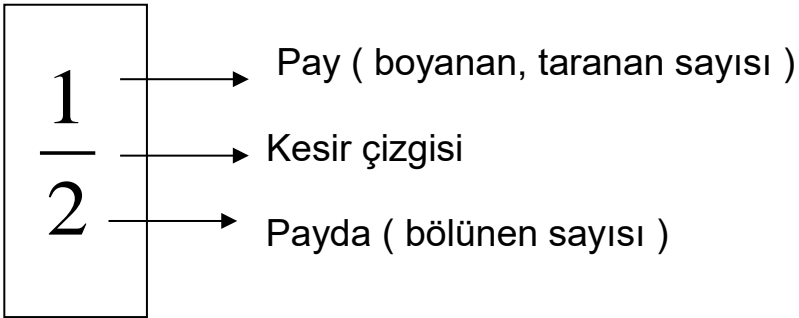 1 Pay ( boyanan, taranan sayısı )
Kesir çizgisi
2 Payda ( bölünen sayısı )